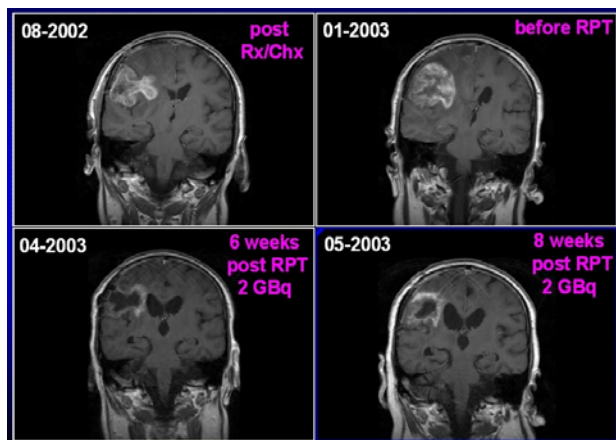 08-2002
post
Rx/Chx
01-2003
before RPT
04-2003
6 weeks
post RPT
2 GBq
05-2003
8 weeks
post RPT
2 GBq